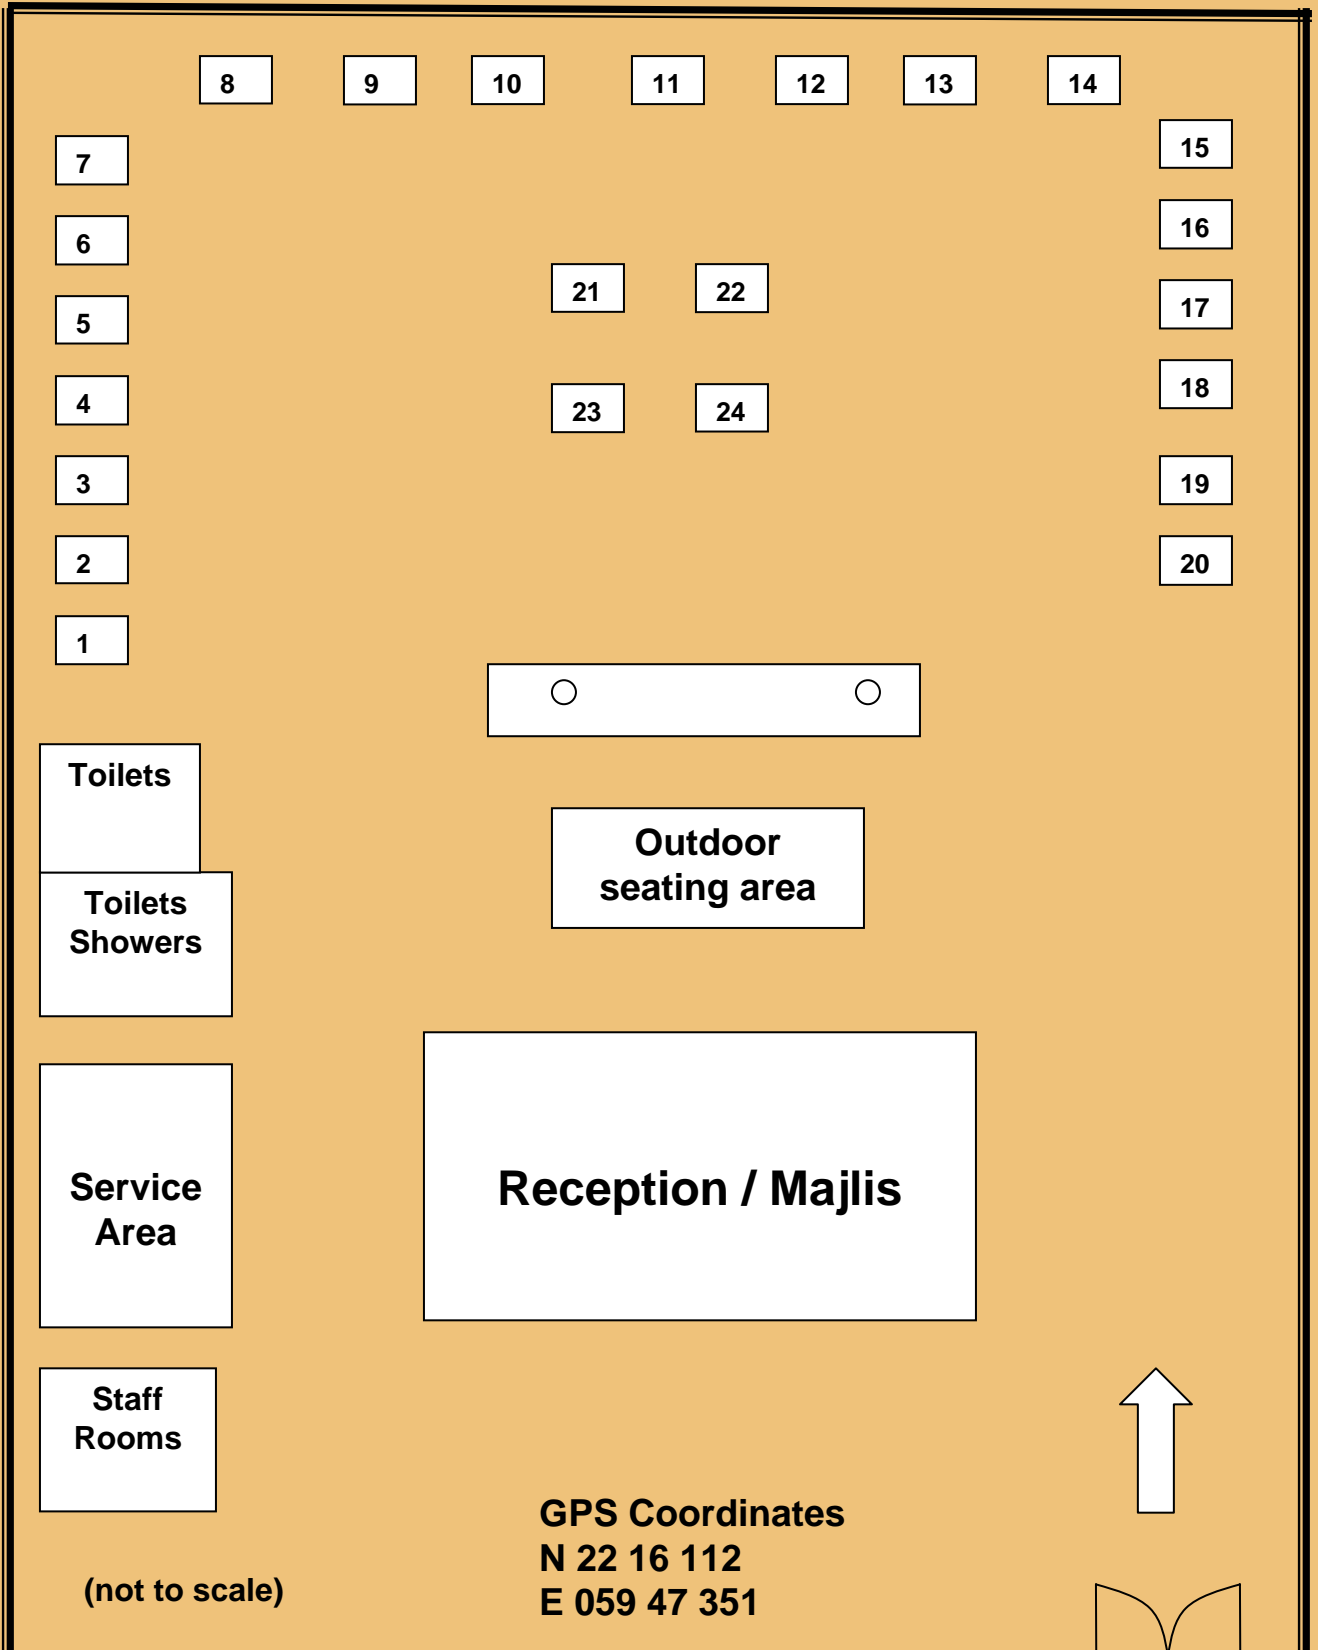 8 9 10 11 12 13 14
7
15
6
16
21 22
17
5
18
4
23 24
3
19
2
20
1
Toilets
Outdoor
seating area
Toilets
Showers
Service
Area
Reception / Majlis
Staff
Rooms
GPS Coordinates
N 22 16 112
E 059 47 351
(not to scale)